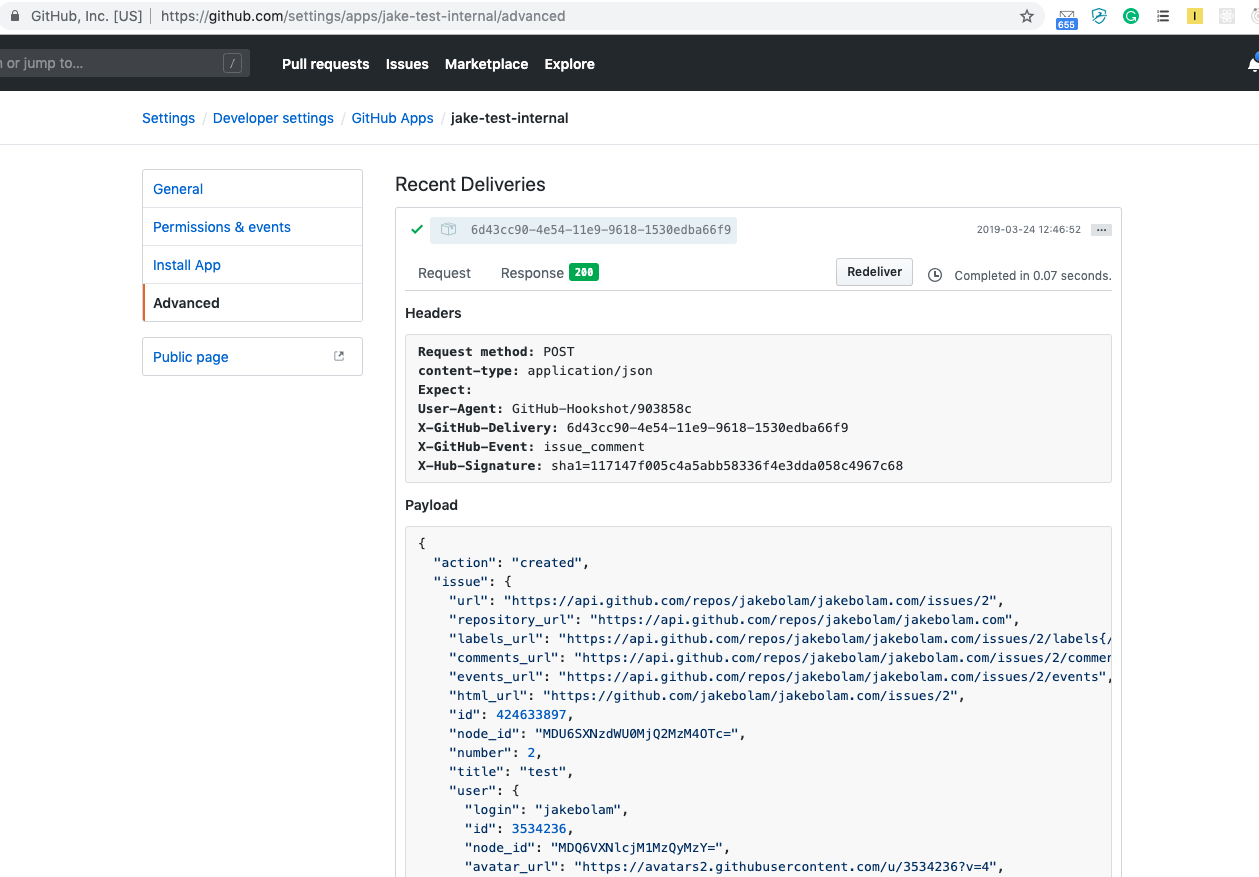 GitHub, Inc. [US] | https://github.com/settings/apps/jake-test-internal/advanced
655
I
or jump to... /
Pull requests Issues Marketplace Explore
Settings / Developer settings / GitHub Apps / jake-test-internal
General
Permissions & events
Install App
Advanced
Public page
Recent Deliveries
6d43cc90-4e54-11e9-9618-1530edba66f9 2019-03-24 12:46:52 ...
Request Response 200 Redeliver Completed in 0.07 seconds.
Headers
Request method: POST
content-type: application/json
Expect:
User-Agent: GitHub-Hookshot/903858c
X-GitHub-Delivery: 6d43cc90-4e54-11e9-9618-1530edba66f9
X-GitHub-Event: issue_comment
X-Hub-Signature: sha1=117147f005c4a5abb58336f4e3dda058c4967c68
Payload
{
"action": "created",
"issue": {
"url": "https://api.github.com/repos/jakebolam/jakebolam.com/issues/2",
"repository_url": "https://api.github.com/repos/jakebolam/jakebolam.com",
"labels_url": "https://api.github.com/repos/jakebolam/jakebolam.com/issues/2/labels{/
"comments_url": "https://api.github.com/repos/jakebolam/jakebolam.com/issues/2/commen
"events_url": "https://api.github.com/repos/jakebolam/jakebolam.com/issues/2/events",
"html_url": "https://github.com/jakebolam/jakebolam.com/issues/2",
"id": 424633897,
"node_id": "MDU6SXNzdWU0MjQ2MzM4OTc=",
"number": 2,
"title": "test",
"user": {
"login": "jakebolam",
"id": 3534236,
"node_id": "MDQ6VXNlcjM1MzQyMzY=",
"avatar_url": "https://avatars2.githubusercontent.com/u/3534236?v=4",